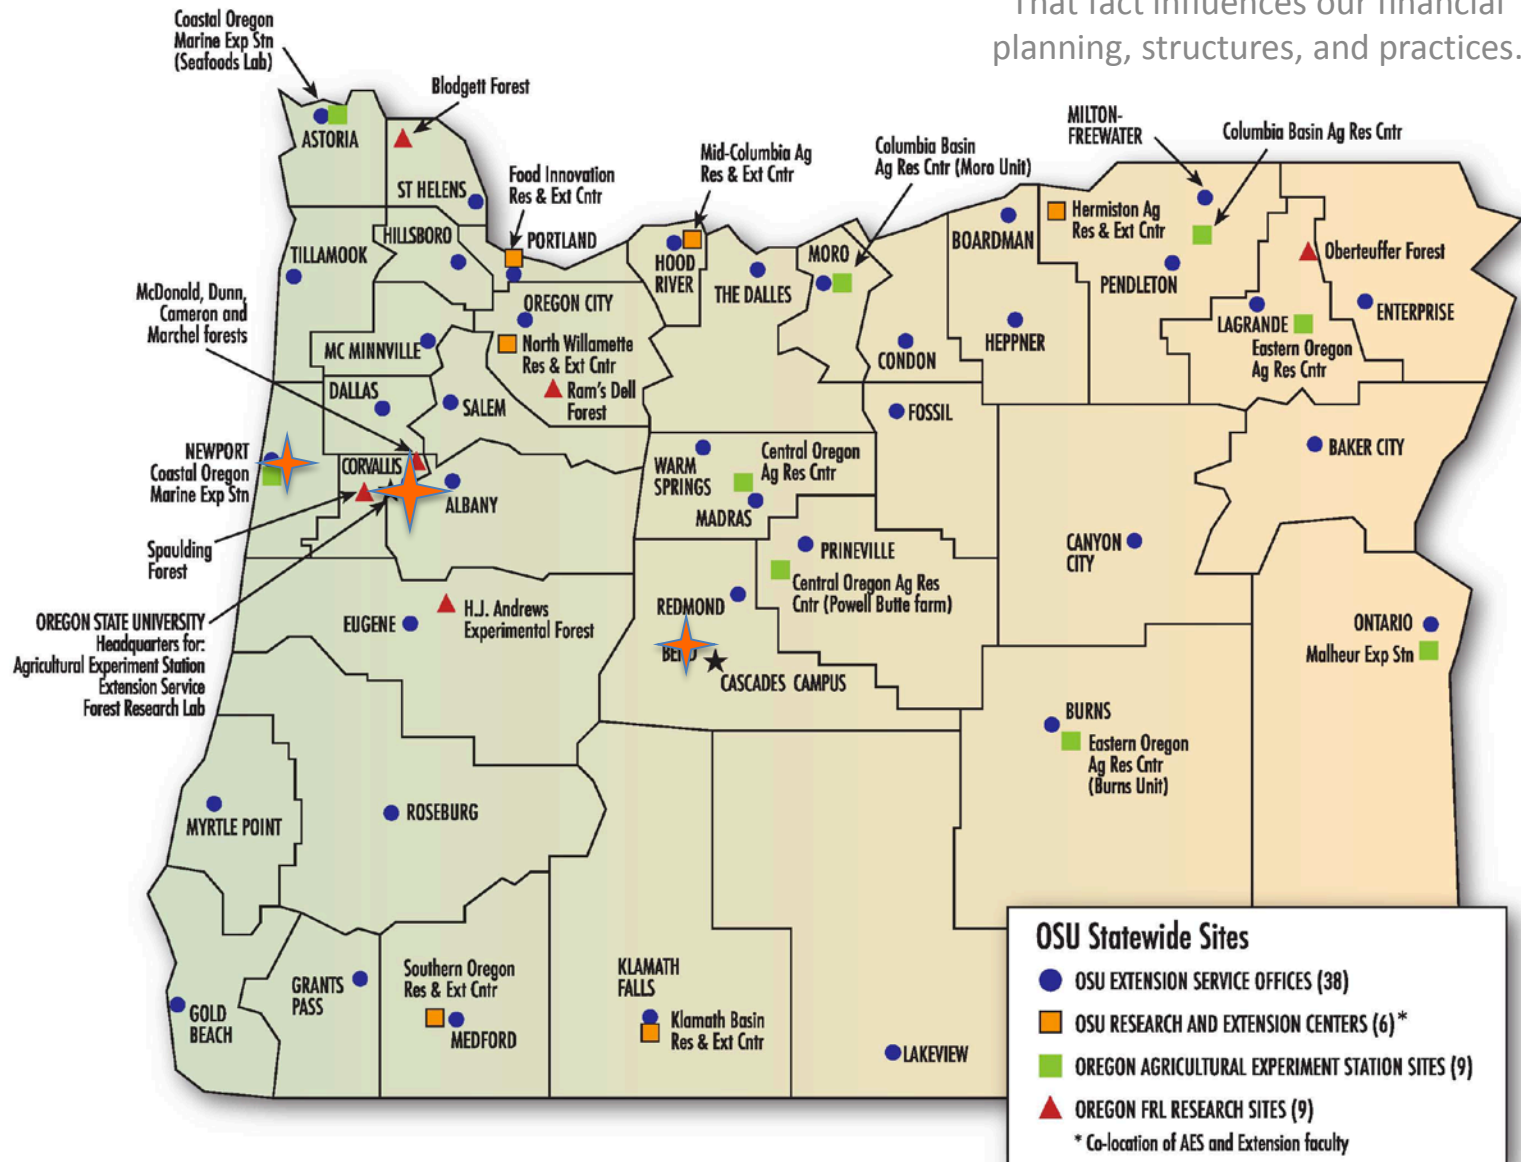 That fact influences our financial
planning, structures, and practices.
Coastal Oregon
Marine Exp Stn
(Seafoods Lab)
Blodgett Forest
ASTORIA
ST HELENS
Food Innovation
Res & Ext Cntr
PORTLAND
Mid-Columbia Ag
Res & Ext Cntr
Columbia Basin
Ag Res Cntr (Moro Unit)
MILTON-
FREEWATER
Columbia Basin Ag Res Cntr
TILLAMOOK
HILLSBORO
HOOD
RIVER
THE DALLES
MORO
BOARDMAN
Hermiston Ag
Res & Ext Cntr
PENDLETON
Oberteuffer Forest
McDonald, Dunn,
Cameron and
Marchel forests
OREGON CITY
MC MINNVILLE
North Willamette
Res & Ext Cntr
Ram's Dell
Forest
CONDON
HEPPNER
LAGRANDE
Eastern Oregon
Ag Res Cntr
ENTERPRISE
DALLAS
SALEM
FOSSIL
BAKER CITY
NEWPORT
Coastal Oregon
Marine Exp Stn
CORVALLIS
ALBANY
WARM
SPRINGS
Central Oregon
Ag Res Cntr
MADRAS
Spaulding
Forest
PRINEVILLE
Central Oregon Ag Res
Cntr (Powell Butte farm)
CANYON
CITY
OREGON STATE UNIVERSITY
Headquarters for:
Agricultural Experiment Station
Extension Service
Forest Research Lab
EUGENE
H.J. Andrews
Experimental Forest
REDMOND
BEND
CASCADES CAMPUS
ONTARIO
Malheur Exp Stn
BURNS
Eastern Oregon
Ag Res Cntr
(Burns Unit)
MYRTLE POINT
ROSEBURG
GOLD
BEACH
GRANTS
PASS
Southern Oregon
Res & Ext Cntr
MEDFORD
KLAMATH
FALLS
Klamath Basin
Res & Ext Cntr
LAKEVIEW
OSU Statewide Sites
OSU EXTENSION SERVICE OFFICES (38)
OSU RESEARCH AND EXTENSION CENTERS (6)*
OREGON AGRICULTURAL EXPERIMENT STATION SITES (9)
OREGON FRL RESEARCH SITES (9)
* Co-location of AES and Extension faculty